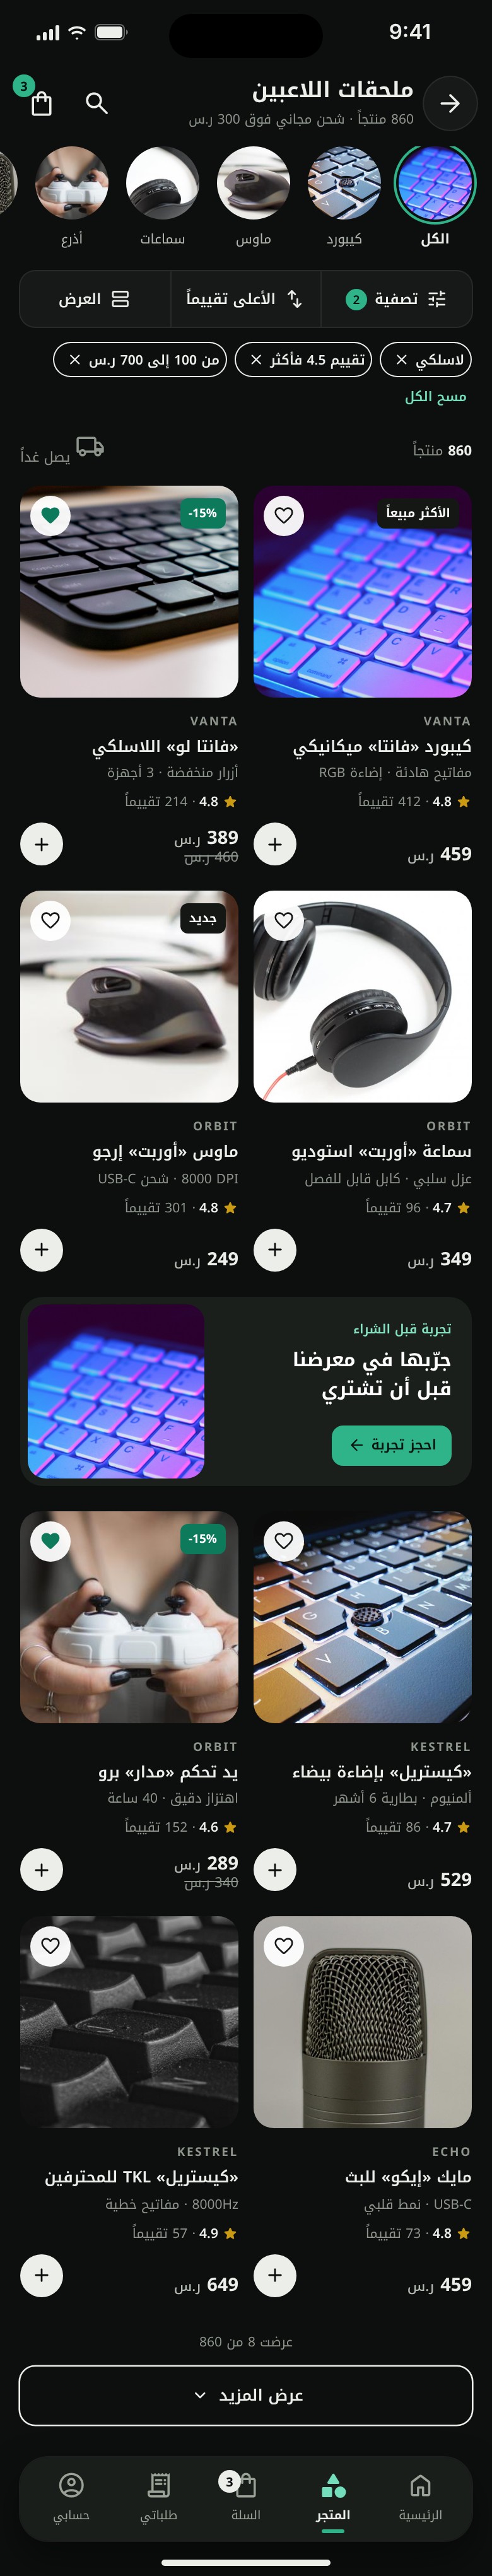 9:41
ملحقات اللاعبين
860 منتجاً · شحن مجاني فوق 300 ر.س
3
الكل
كيبورد
ماوس
سماعات
أذرع
تصفية 2
الأعلى تقييماً
العرض
لاسلكي
تقييم 4.5 فأكثر
من 100 إلى 700 ر.س
مسح الكل
860 منتجاً
يصل غداً
الأكثر مبيعاً
VANTA
كيبورد «فانتا» ميكانيكي
مفاتيح هادئة · إضاءة RGB
4.8 · 412 تقييماً
459 ر.س
-15%
VANTA
«فانتا لو» اللاسلكي
أزرار منخفضة · 3 أجهزة
4.8 · 214 تقييماً
389 ر.س
460 ر.س
ORBIT
سماعة «أوربت» استوديو
عزل سلبي · كابل قابل للفصل
4.7 · 96 تقييماً
349 ر.س
جديد
ORBIT
ماوس «أوربت» إرجو
8000 DPI · شحن USB-C
4.8 · 301 تقييماً
249 ر.س
تجربة قبل الشراء
جرّبها في معرضنا
قبل أن تشتري
احجز تجربة
KESTREL
«كيستريل» بإضاءة بيضاء
ألمنيوم · بطارية 6 أشهر
4.7 · 86 تقييماً
529 ر.س
-15%
ORBIT
يد تحكم «مدار» برو
اهتزاز دقيق · 40 ساعة
4.6 · 152 تقييماً
289 ر.س
340 ر.س
ECHO
مايك «إيكو» للبث
USB-C · نمط قلبي
4.8 · 73 تقييماً
459 ر.س
KESTREL
«كيستريل» TKL للمحترفين
8000Hz · مفاتيح خطية
4.9 · 57 تقييماً
649 ر.س
عرضت 8 من 860
عرض المزيد
الرئيسية
المتجر
3
السلة
طلباتي
حسابي